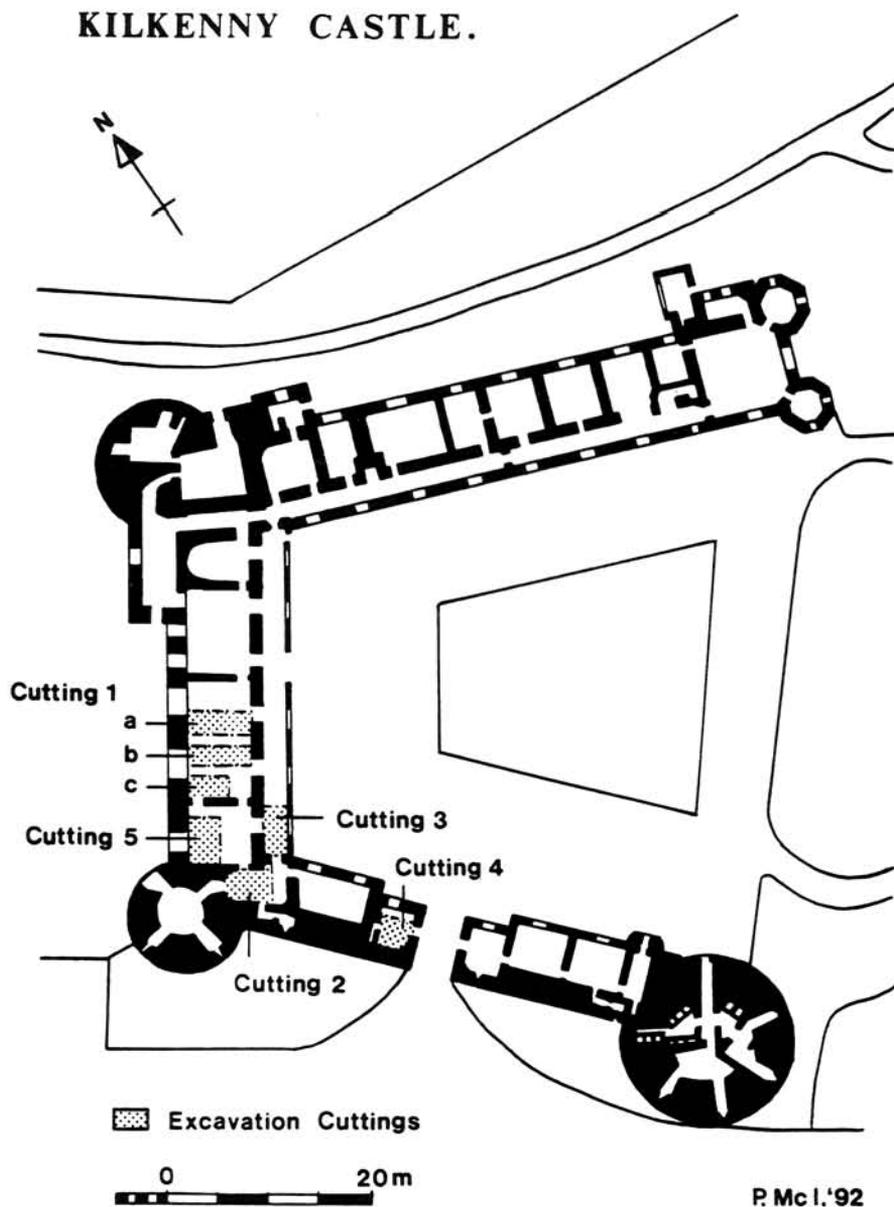 KILKENNY CASTLE.
N
Cutting 1
a
b
c
Cutting 5
Cutting 3
Cutting 4
Cutting 2
Excavation Cuttings
0 20m
P. Mc I.'92